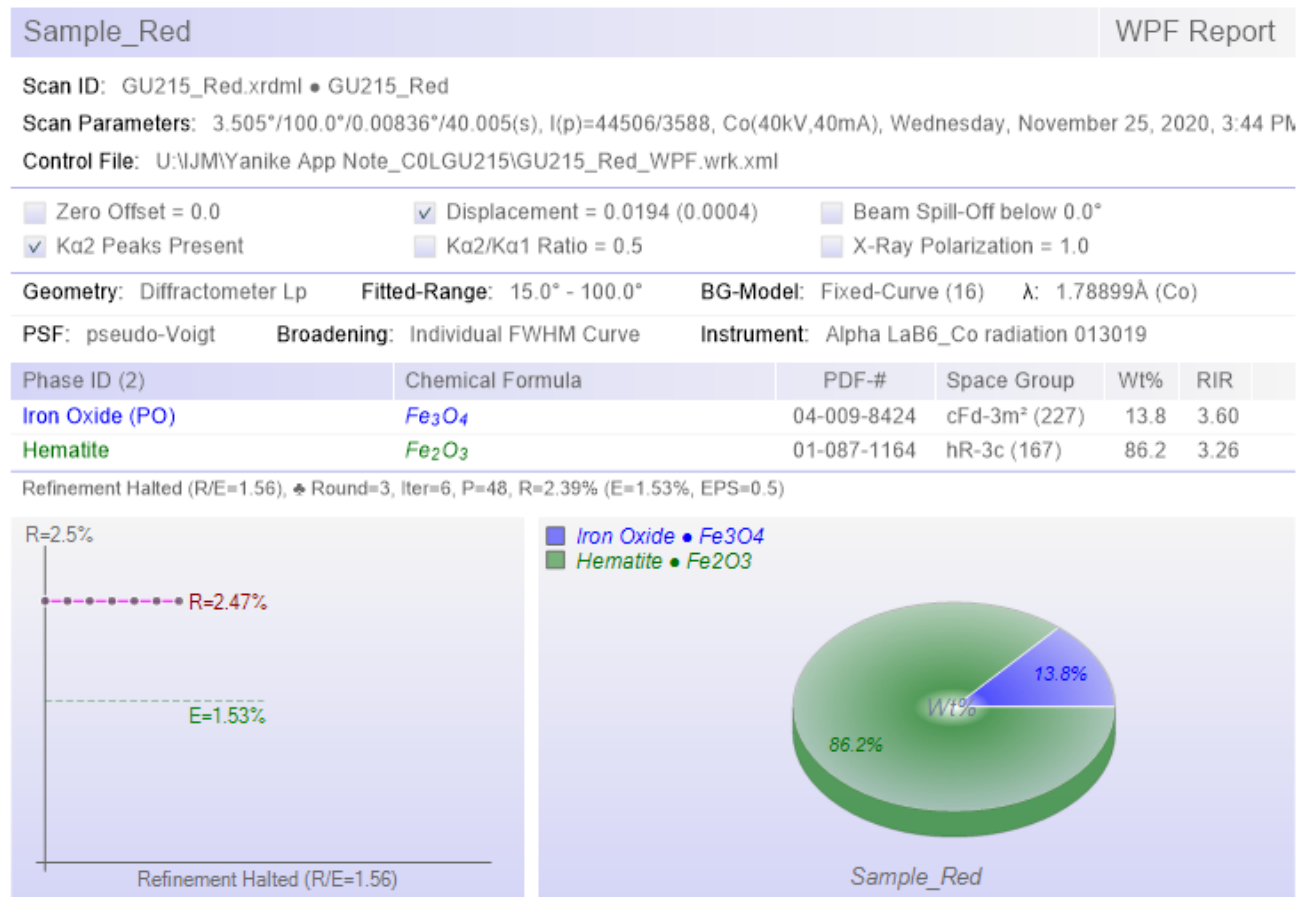 Sample_Red WPF Report
Scan ID: GU215_Red.xrdml ● GU215_Red
Scan Parameters: 3.505°/100.0°/0.00836°/40.005(s), I(p)=44506/3588, Co(40kV,40mA), Wednesday, November 25, 2020, 3:44 PM
Control File: U:\IJM\Yanike App Note_C0LGU215\GU215_Red_WPF.wrk.xml
Zero Offset = 0.0 Displacement = 0.0194 (0.0004) Beam Spill-Off below 0.0°
Kα2 Peaks Present Kα2/Kα1 Ratio = 0.5 X-Ray Polarization = 1.0
Geometry: Diffractometer Lp Fitted-Range: 15.0° - 100.0° BG-Model: Fixed-Curve (16) λ: 1.78899Å (Co)
PSF: pseudo-Voigt Broadening: Individual FWHM Curve Instrument: Alpha LaB6_Co radiation 013019
Phase ID (2) Chemical Formula PDF-# Space Group Wt% RIR
Iron Oxide (PO) Fe₃O₄ 04-009-8424 cFd-3m² (227) 13.8 3.60
Hematite Fe₂O₃ 01-087-1164 hR-3c (167) 86.2 3.26
Refinement Halted (R/E=1.56), ♣ Round=3, Iter=6, P=48, R=2.39% (E=1.53%, EPS=0.5)
R=2.5%
R=2.47%
E=1.53%
Refinement Halted (R/E=1.56)
Iron Oxide ● Fe3O4
Hematite ● Fe2O3
13.8%
Wt%
86.2%
Sample_Red